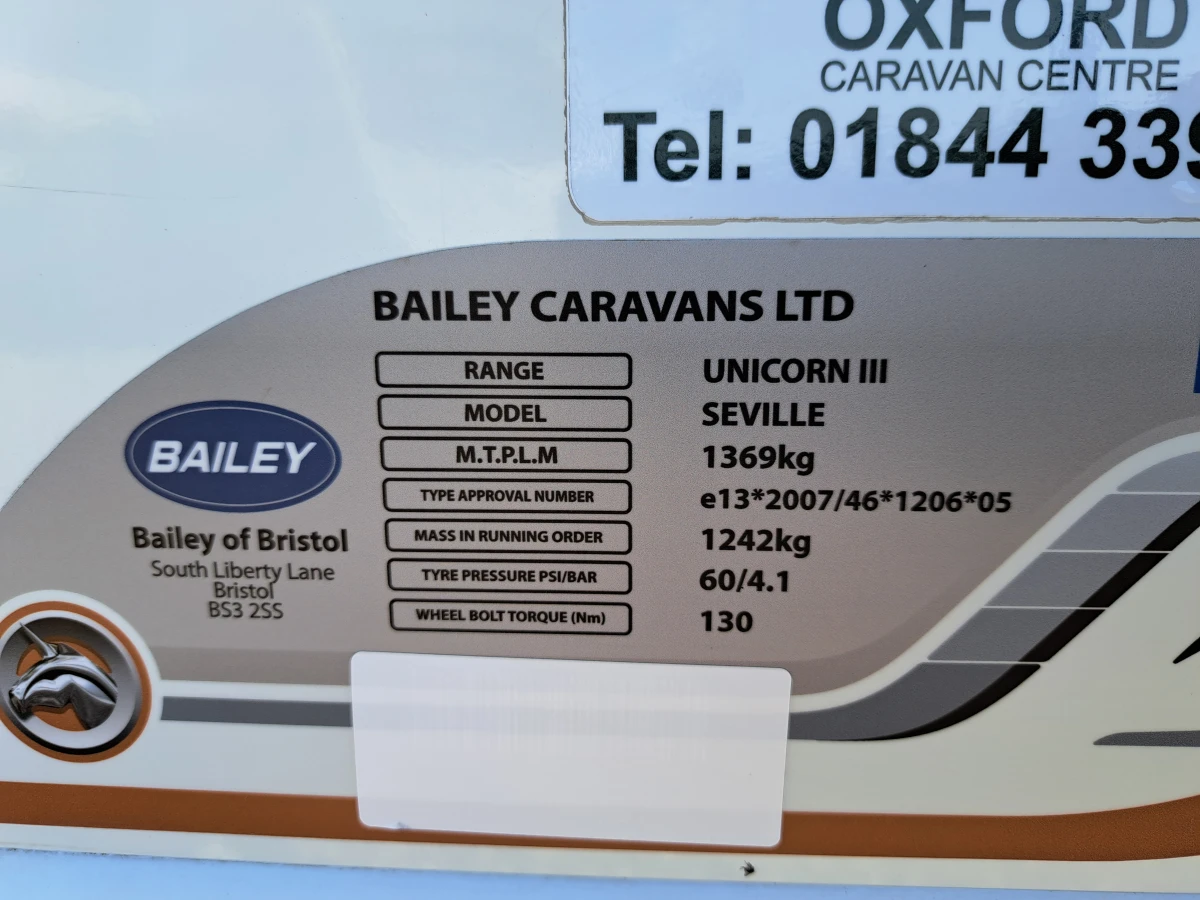 OXFORD
CARAVAN CENTRE
Tel: 01844 339
BAILEY CARAVANS LTD
RANGE UNICORN III
MODEL SEVILLE
M.T.P.L.M 1369kg
TYPE APPROVAL NUMBER e13*2007/46*1206*05
MASS IN RUNNING ORDER 1242kg
TYRE PRESSURE PSI/BAR 60/4.1
WHEEL BOLT TORQUE (Nm) 130
BAILEY
Bailey of Bristol
South Liberty Lane
Bristol
BS3 2SS